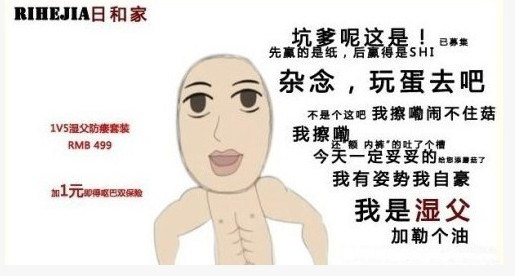 RIHEJIA日和家
坑爹呢这是！ 已募集
先赢的是纸，后赢得是SHI
杂念，玩蛋去吧
不是个这吧 我擦嘞闹不住菇
我擦嘞
还“额 内裤”的吐了个槽
今天一定妥妥的给您添蘑菇了
我有姿势我自豪
我是湿父
加勒个油
1V5湿父防瘘套装
RMB 499
加1元即得呕巴双保险